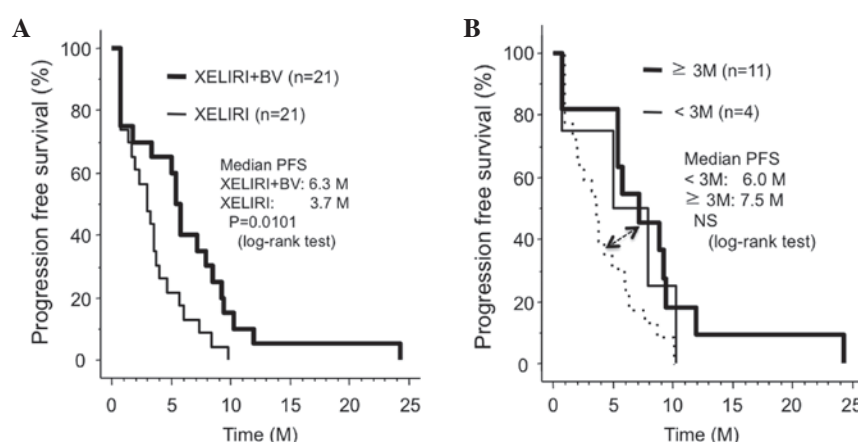 A
Progression free survival (%)
100
80
60
40
20
0
XELIRI+BV (n=21)
XELIRI (n=21)
Median PFS
XELIRI+BV: 6.3 M
XELIRI: 3.7 M
P=0.0101
(log-rank test)
0 5 10 15 20 25
Time (M)
B
Progression free survival (%)
100
80
60
40
20
0
≥ 3M (n=11)
< 3M (n=4)
Median PFS
< 3M: 6.0 M
≥ 3M: 7.5 M
NS
(log-rank test)
0 5 10 15 20 25
Time (M)